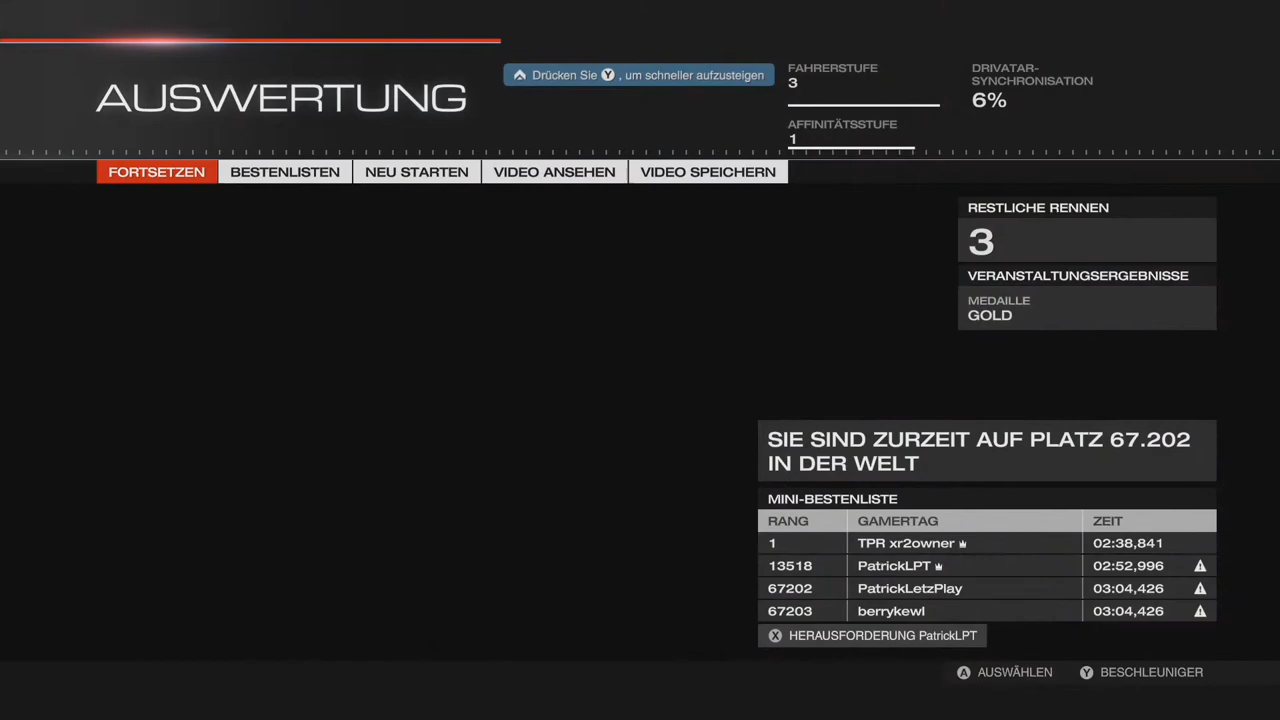 AUSWERTUNG
Drücken Sie Y , um schneller aufzusteigen
FAHRERSTUFE
3
AFFINITÄTSSTUFE
1
DRIVATAR-
SYNCHRONISATION
6%
FORTSETZEN BESTENLISTEN NEU STARTEN VIDEO ANSEHEN VIDEO SPEICHERN
RESTLICHE RENNEN
3
VERANSTALTUNGSERGEBNISSE
MEDAILLE
GOLD
SIE SIND ZURZEIT AUF PLATZ 67.202
IN DER WELT
MINI-BESTENLISTE
RANG GAMERTAG ZEIT
1 TPR xr2owner 02:38,841
13518 PatrickLPT 02:52,996
67202 PatrickLetzPlay 03:04,426
67203 berrykewl 03:04,426
X HERAUSFORDERUNG PatrickLPT
A AUSWÄHLEN Y BESCHLEUNIGER